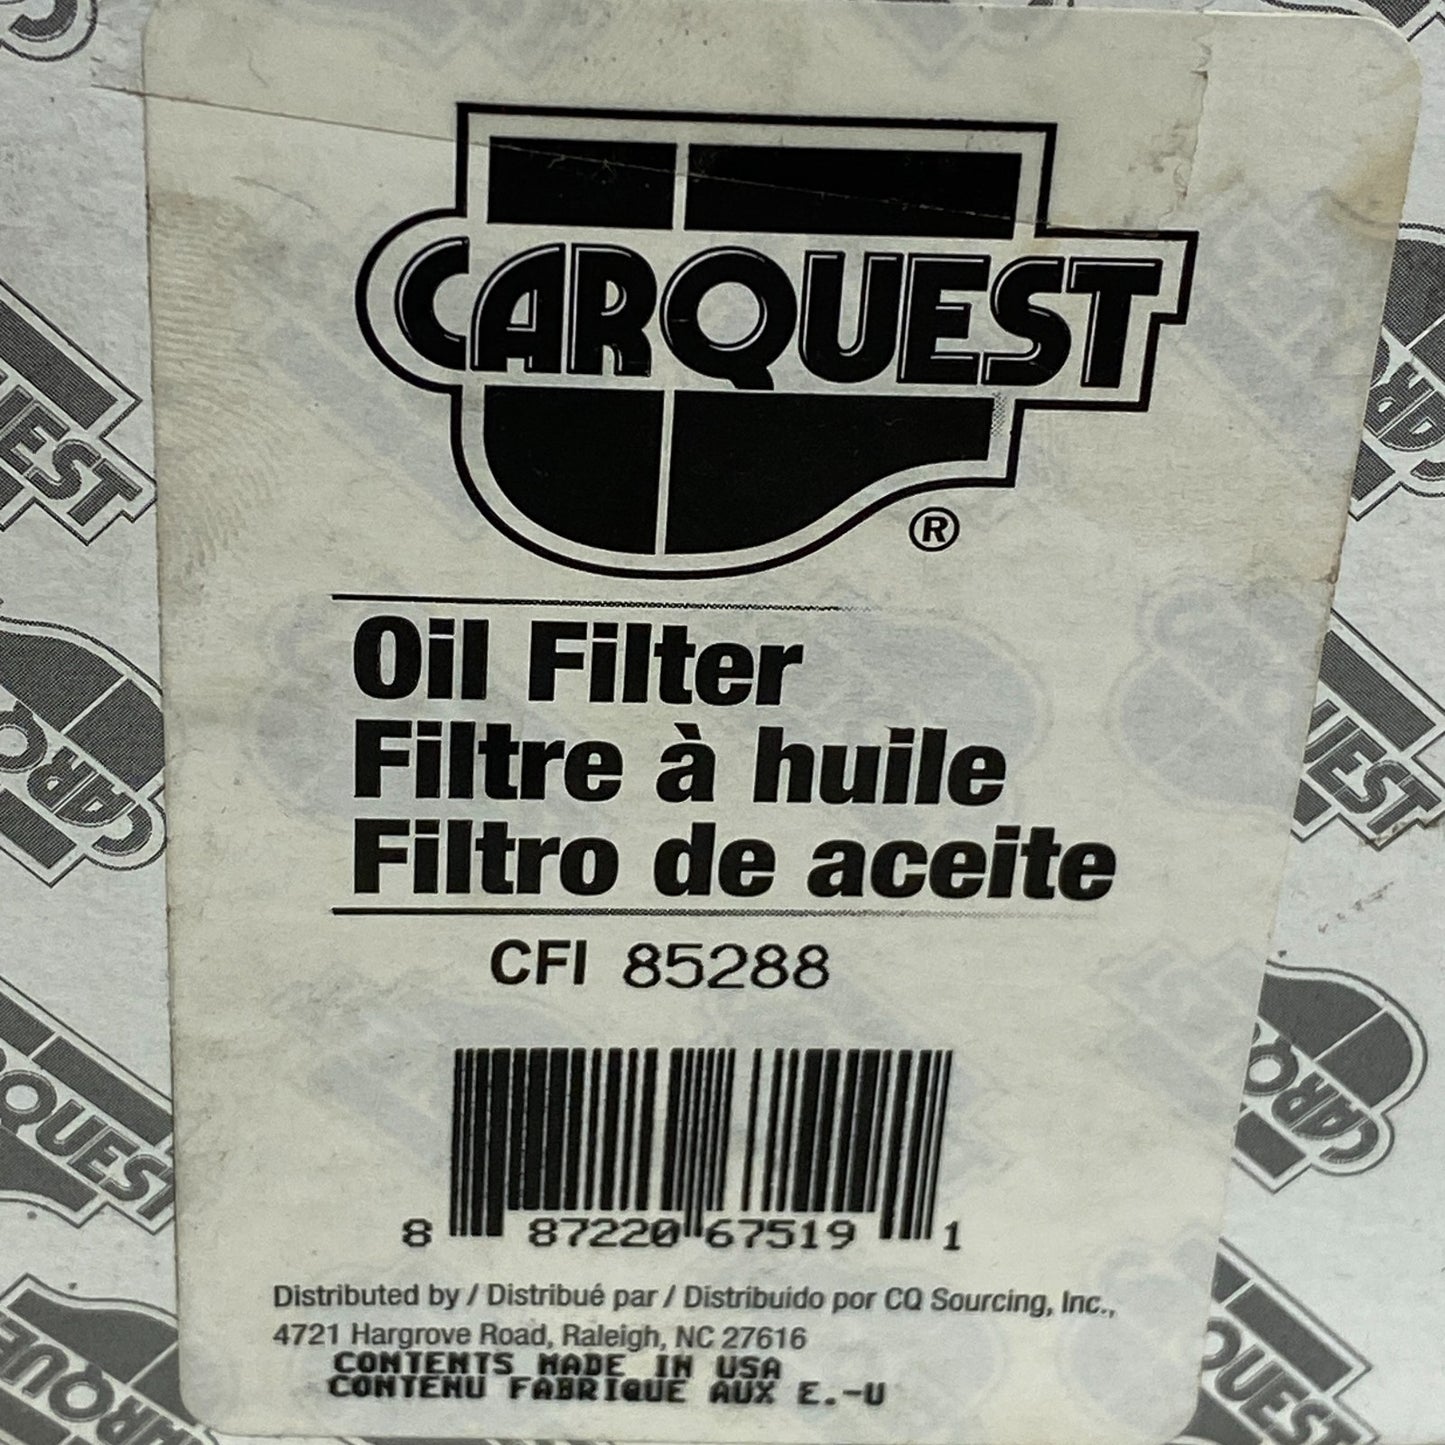 CARQUEST
®
Oil Filter
Filtre à huile
Filtro de aceite
CFI 85288
8 87220 67519 1
Distributed by / Distribué par / Distribuido por CQ Sourcing, Inc.,
4721 Hargrove Road, Raleigh, NC 27616
CONTENTS MADE IN USA
CONTENU FABRIQUÉ AUX E.-U